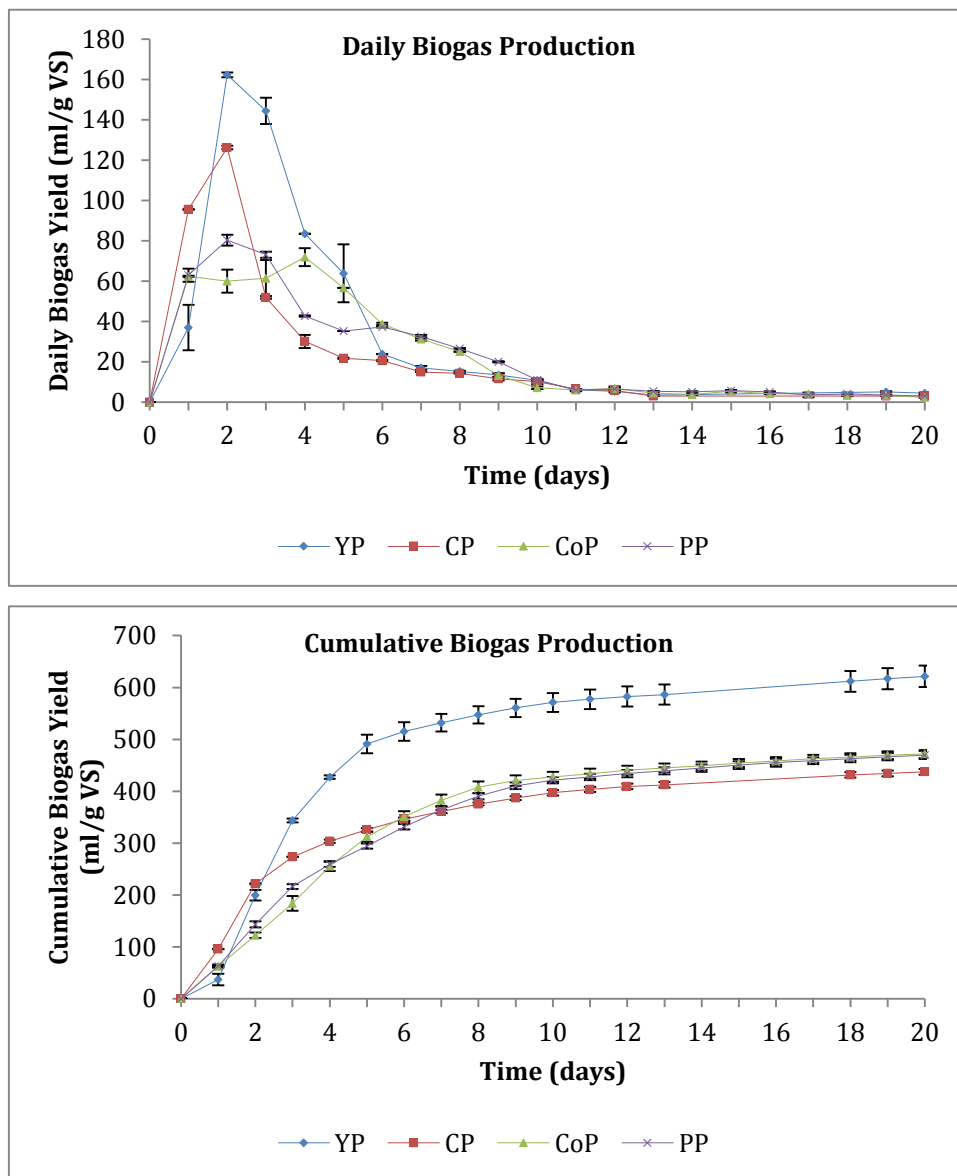 Daily Biogas Production
Daily Biogas Yield (ml/g VS)
180
160
140
120
100
80
60
40
20
0
0 2 4 6 8 10 12 14 16 18 20
Time (days)
YP CP CoP PP
Cumulative Biogas Production
Cumulative Biogas Yield
(ml/g VS)
700
600
500
400
300
200
100
0
0 2 4 6 8 10 12 14 16 18 20
Time (days)
YP CP CoP PP